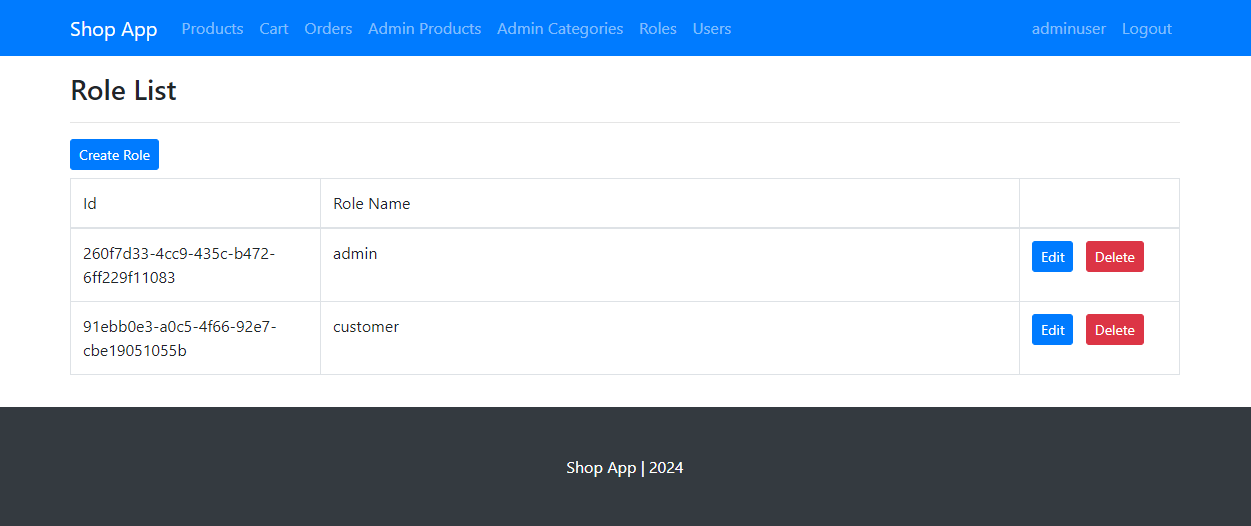 Shop App Products Cart Orders Admin Products Admin Categories Roles Users adminuser Logout
Role List
Create Role
Id Role Name
260f7d33-4cc9-435c-b472- admin Edit Delete
6ff229f11083
91ebb0e3-a0c5-4f66-92e7- customer Edit Delete
cbe19051055b
Shop App | 2024